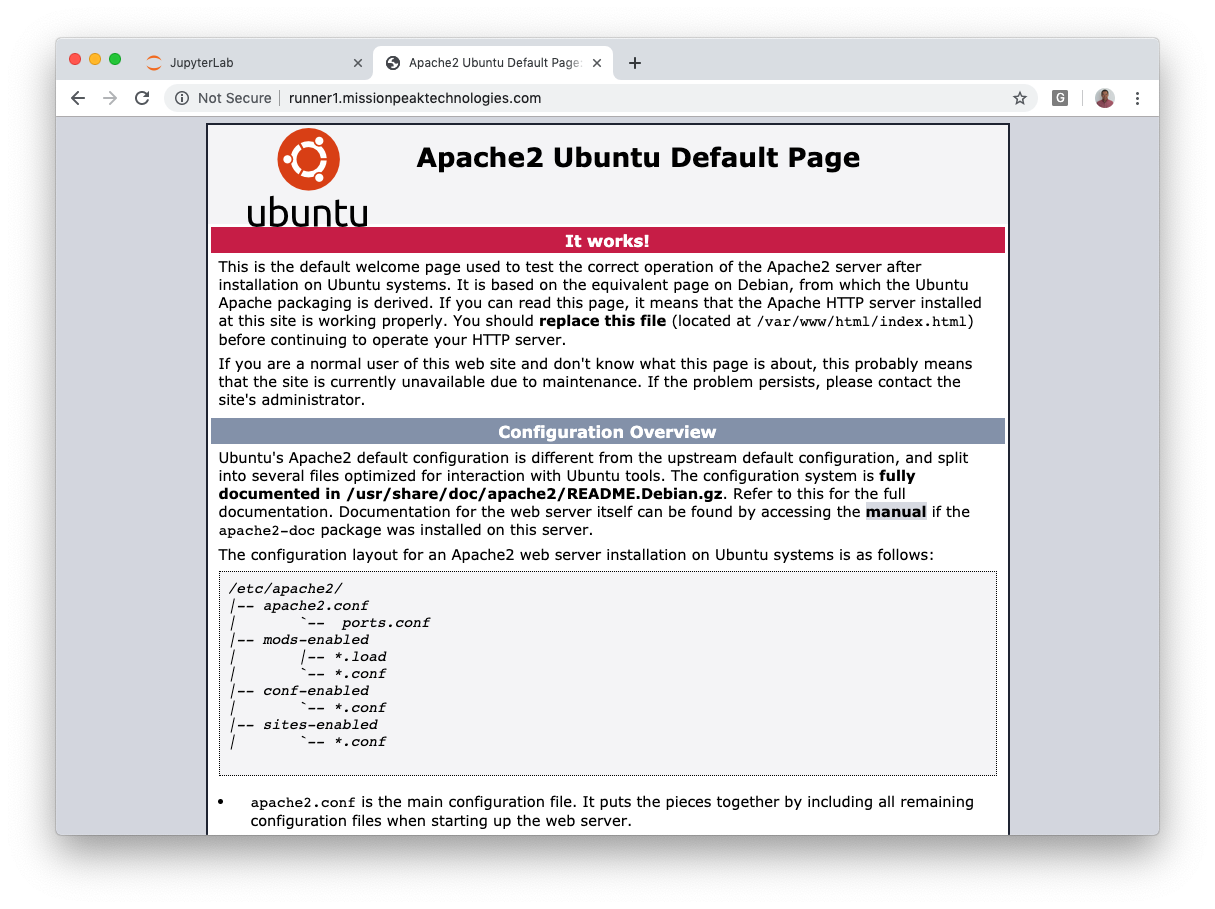 JupyterLab
Apache2 Ubuntu Default Page:
Not Secure
runner1.missionpeaktechnologies.com
G
ubuntu
Apache2 Ubuntu Default Page
It works!
This is the default welcome page used to test the correct operation of the Apache2 server after
installation on Ubuntu systems. It is based on the equivalent page on Debian, from which the Ubuntu
Apache packaging is derived. If you can read this page, it means that the Apache HTTP server installed
at this site is working properly. You should replace this file (located at /var/www/html/index.html)
before continuing to operate your HTTP server.
If you are a normal user of this web site and don't know what this page is about, this probably means
that the site is currently unavailable due to maintenance. If the problem persists, please contact the
site's administrator.
Configuration Overview
Ubuntu's Apache2 default configuration is different from the upstream default configuration, and split
into several files optimized for interaction with Ubuntu tools. The configuration system is fully
documented in /usr/share/doc/apache2/README.Debian.gz. Refer to this for the full
documentation. Documentation for the web server itself can be found by accessing the manual if the
apache2-doc package was installed on this server.
The configuration layout for an Apache2 web server installation on Ubuntu systems is as follows:
/etc/apache2/
|-- apache2.conf
|       `--  ports.conf
|-- mods-enabled
|       |-- *.load
|       `-- *.conf
|-- conf-enabled
|       `-- *.conf
|-- sites-enabled
|       `-- *.conf
• apache2.conf is the main configuration file. It puts the pieces together by including all remaining
configuration files when starting up the web server.